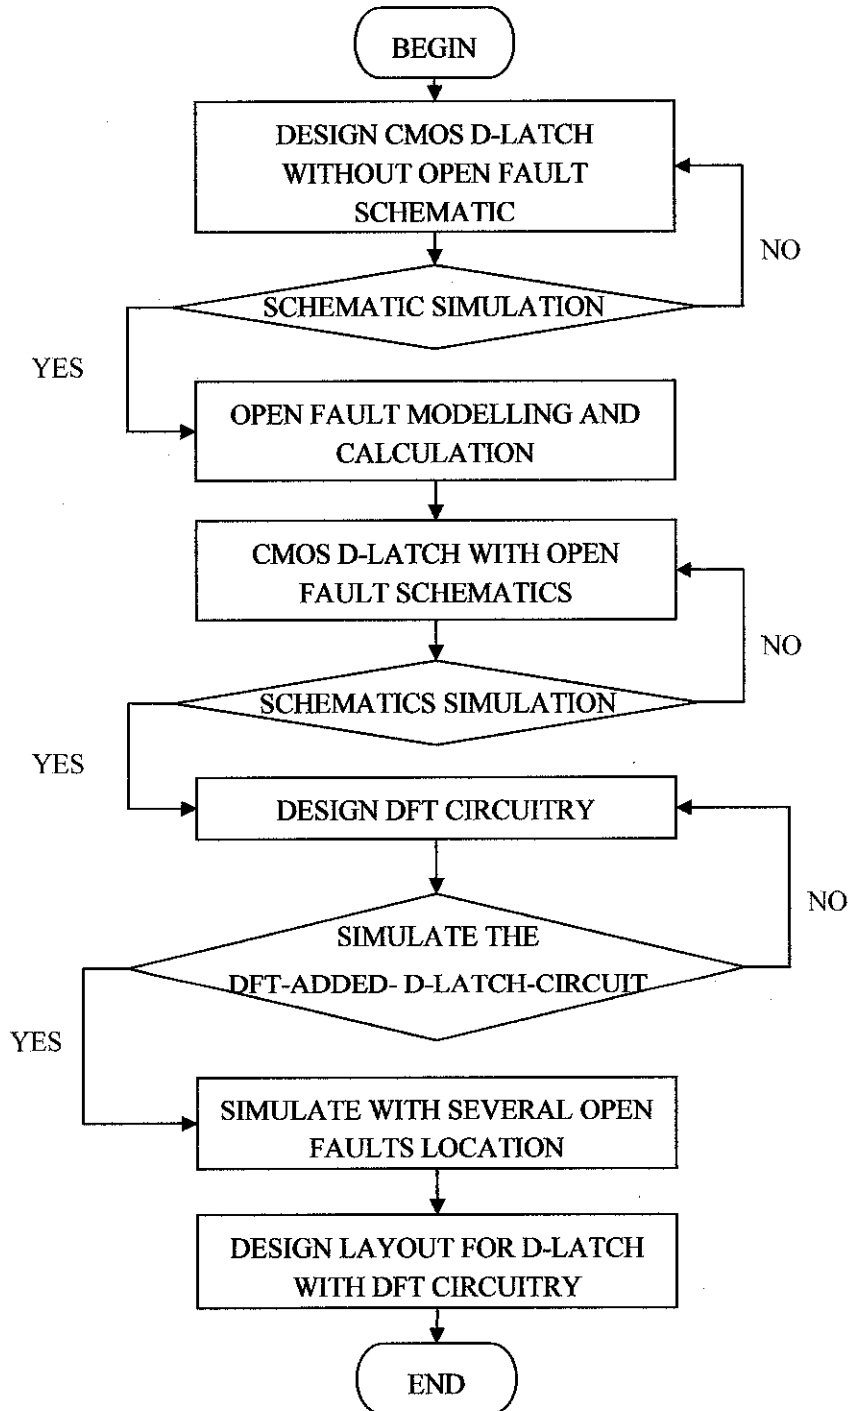 BEGIN
DESIGN CMOS D-LATCH
WITHOUT OPEN FAULT
SCHEMATIC
NO
SCHEMATIC SIMULATION
YES
OPEN FAULT MODELLING AND
CALCULATION
CMOS D-LATCH WITH OPEN
FAULT SCHEMATICS
NO
SCHEMATICS SIMULATION
YES
DESIGN DFT CIRCUITRY
NO
SIMULATE THE
DFT-ADDED- D-LATCH-CIRCUIT
YES
SIMULATE WITH SEVERAL OPEN
FAULTS LOCATION
DESIGN LAYOUT FOR D-LATCH
WITH DFT CIRCUITRY
END